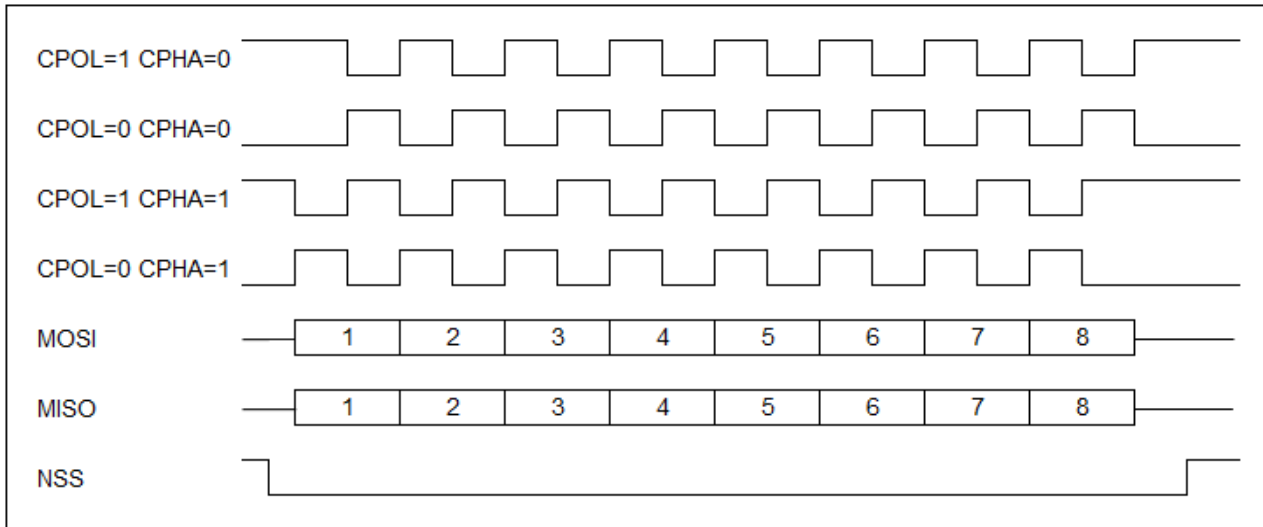 CPOL=1 CPHA=0
CPOL=0 CPHA=0
CPOL=1 CPHA=1
CPOL=0 CPHA=1
MOSI 1 2 3 4 5 6 7 8
MISO 1 2 3 4 5 6 7 8
NSS